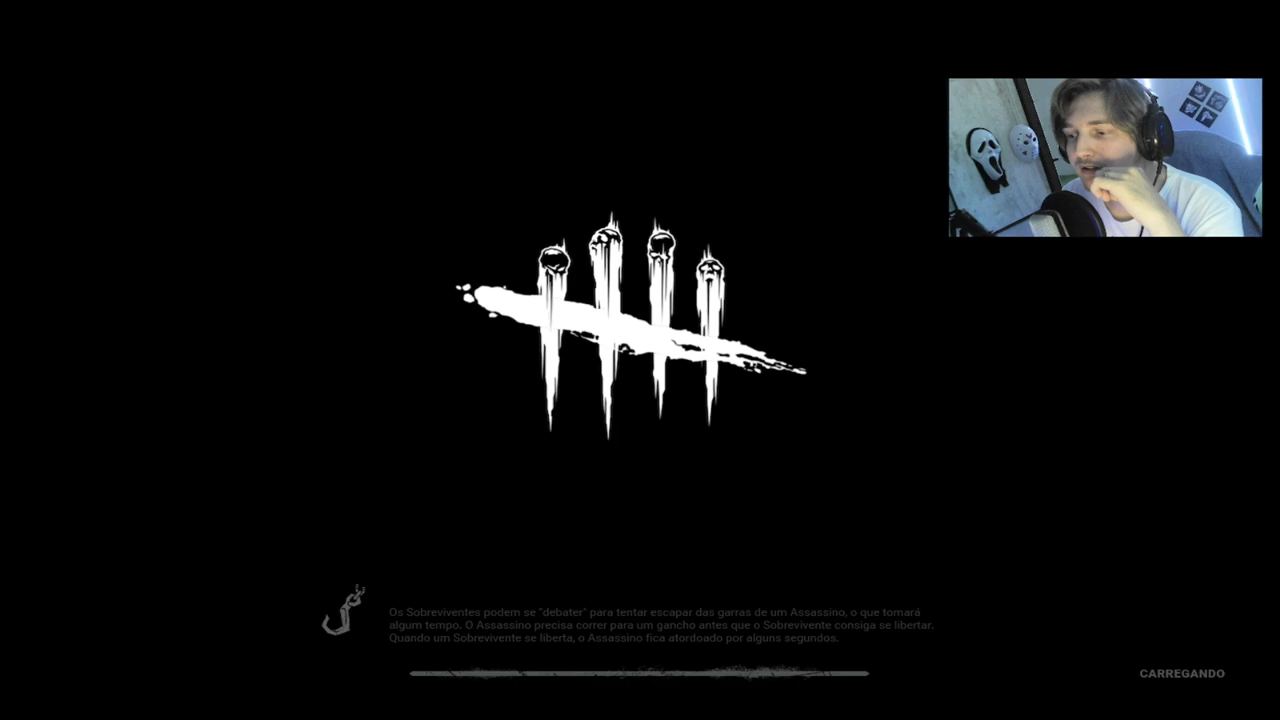 Os Sobreviventes podem se "debater" para tentar escapar das garras de um Assassino, o que tomará
algum tempo. O Assassino precisa correr para um gancho antes que o Sobrevivente consiga se libertar.
Quando um Sobrevivente se liberta, o Assassino fica atordoado por alguns segundos.
CARREGANDO